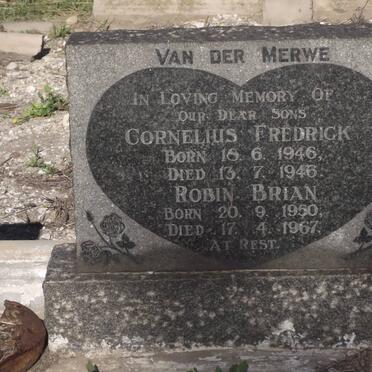 VAN DER MERWE
IN LOVING MEMORY OF
OUR DEAR SONS
CORNELIUS FREDRICK
BORN 18. 6. 1946.
DIED 13. 7. 1946.
ROBIN BRIAN
BORN 20. 9. 1950.
DIED 17. 4. 1967.
AT REST.